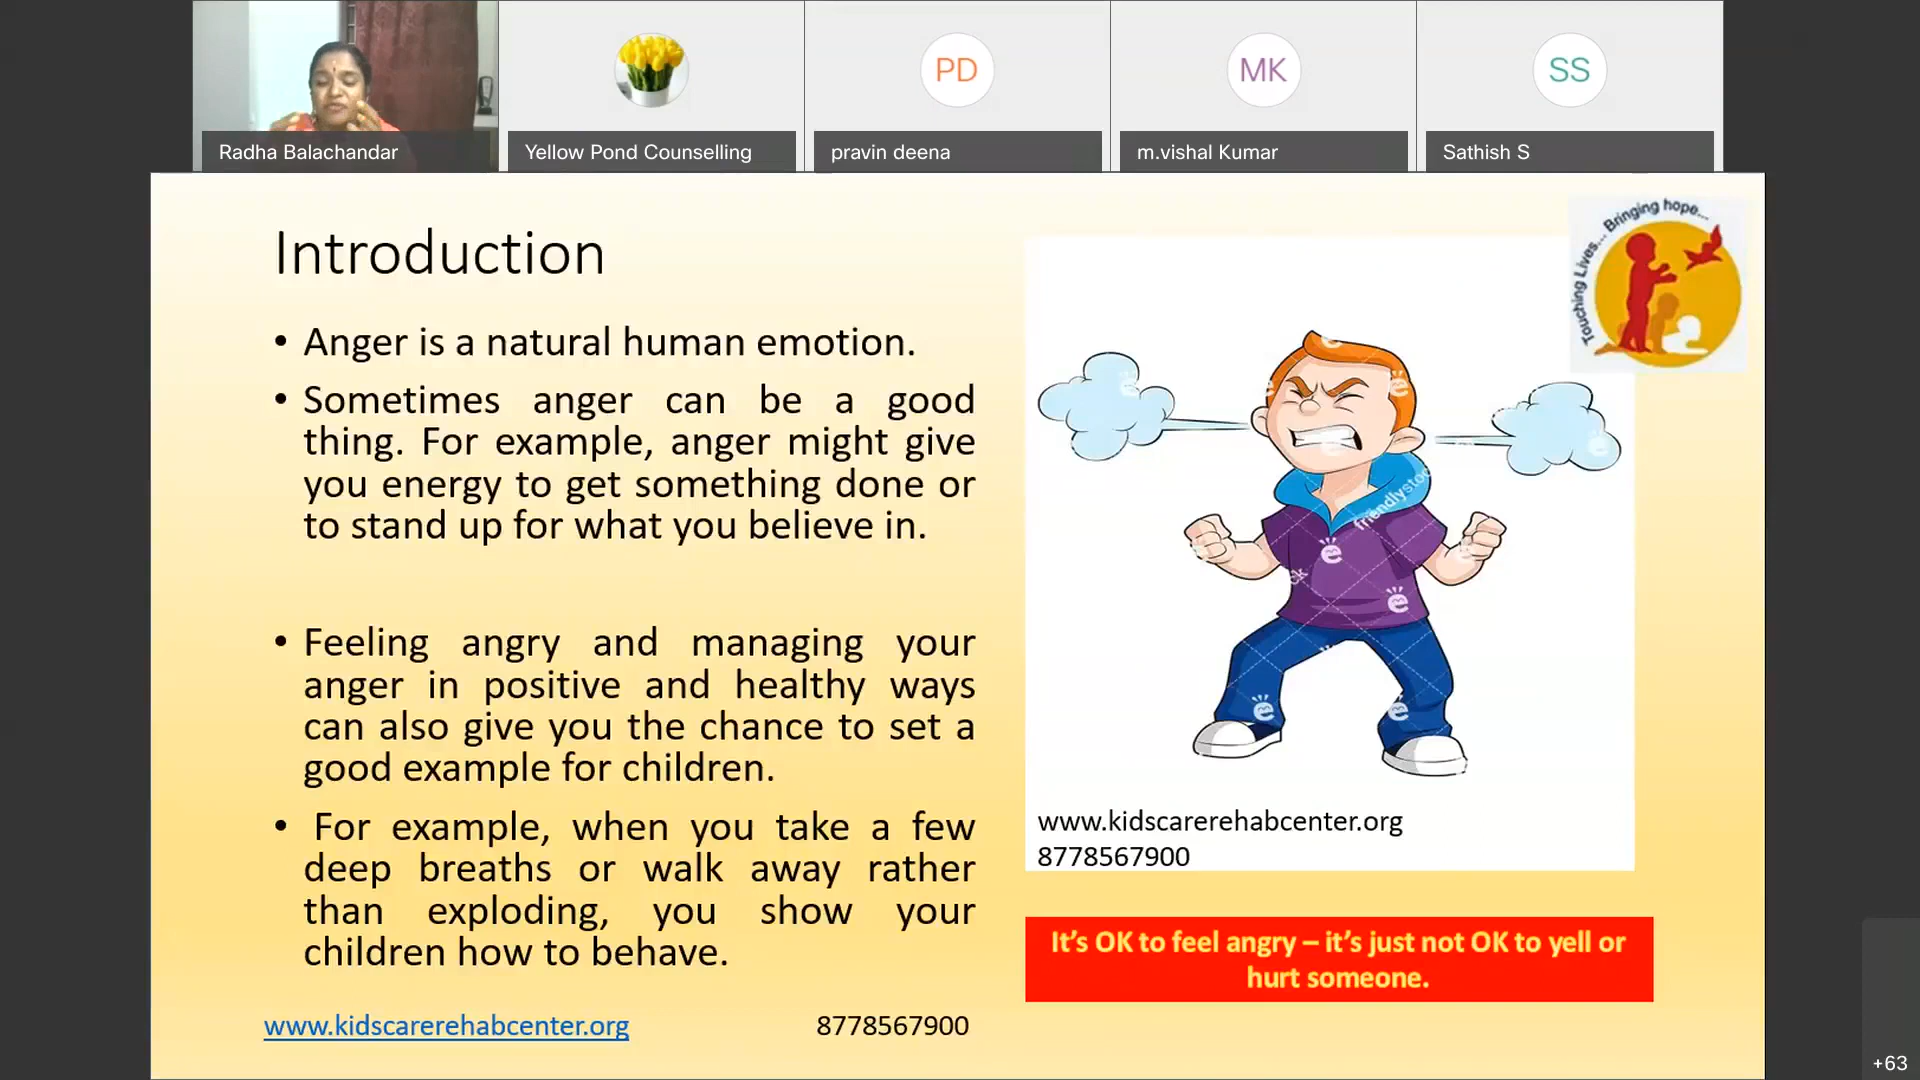 PD
MK
SS
Radha Balachandar
Yellow Pond Counselling
pravin deena
m.vishal Kumar
Sathish S
Touching Lives... Bringing hope...
Introduction
• Anger is a natural human emotion.
• Sometimes anger can be a good
thing. For example, anger might give
you energy to get something done or
to stand up for what you believe in.
• Feeling angry and managing your
anger in positive and healthy ways
can also give you the chance to set a
good example for children.
• For example, when you take a few
deep breaths or walk away rather
than exploding, you show your
children how to behave.
www.kidscarerehabcenter.org
8778567900
friendlystoc
www.kidscarerehabcenter.org
8778567900
It's OK to feel angry – it's just not OK to yell or
hurt someone.
+63